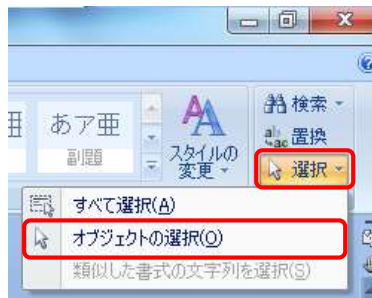 検索
あア亜
副題
スタイルの
変更
置換
選択
すべて選択(A)
オブジェクトの選択(O)
類似した書式の文字列を選択(S)